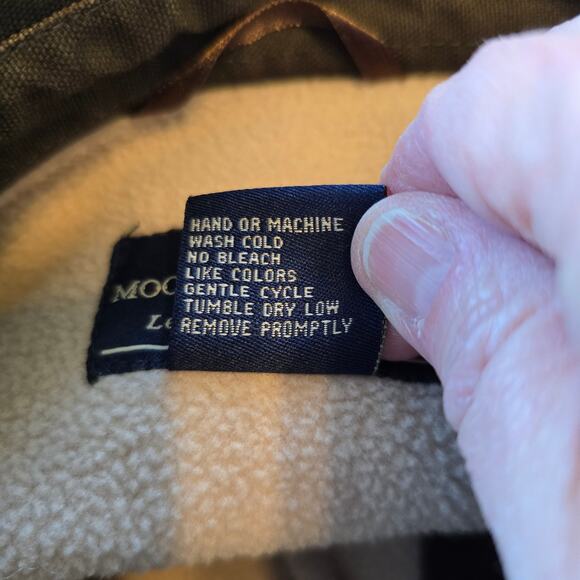 HAND OR MACHINE
WASH COLD
NO BLEACH
LIKE COLORS
GENTLE CYCLE
TUMBLE DRY LOW
REMOVE PROMPTLY